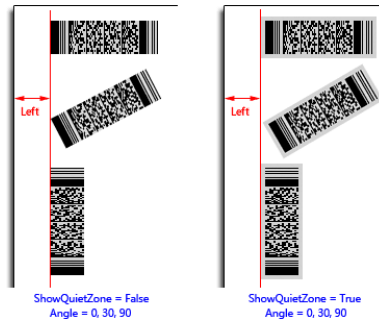 Left
Left
ShowQuietZone = False
Angle = 0, 30, 90
ShowQuietZone = True
Angle = 0, 30, 90